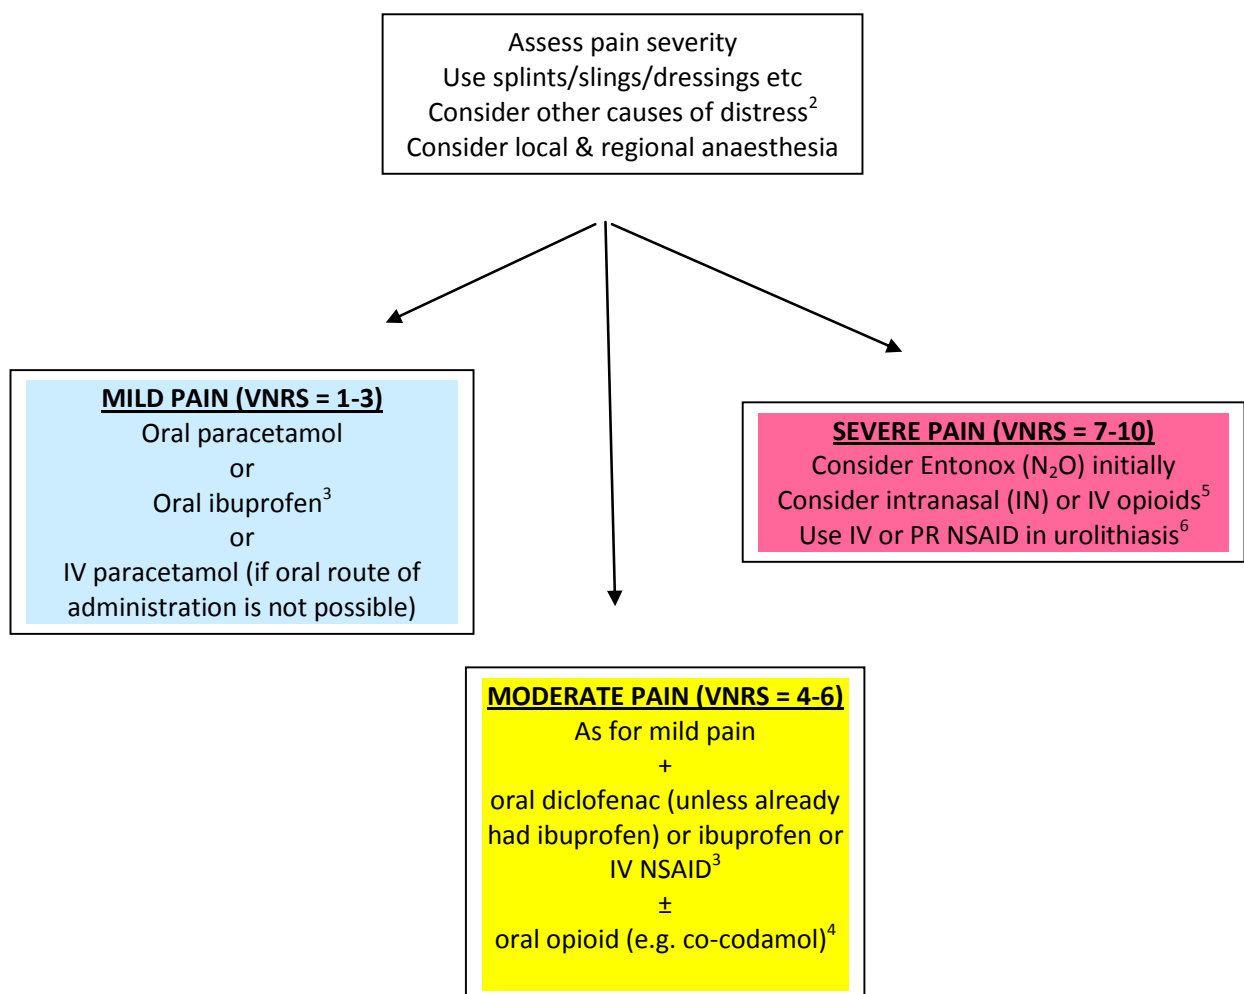 Assess pain severity
Use splints/slings/dressings etc
Consider other causes of distress²
Consider local & regional anaesthesia
MILD PAIN (VNRS = 1-3)
Oral paracetamol
or
Oral ibuprofen³
or
IV paracetamol (if oral route of
administration is not possible)
SEVERE PAIN (VNRS = 7-10)
Consider Entonox (N₂O) initially
Consider intranasal (IN) or IV opioids⁵
Use IV or PR NSAID in urolithiasis⁶
MODERATE PAIN (VNRS = 4-6)
As for mild pain
+
oral diclofenac (unless already
had ibuprofen) or ibuprofen or
IV NSAID³
±
oral opioid (e.g. co-codamol)⁴